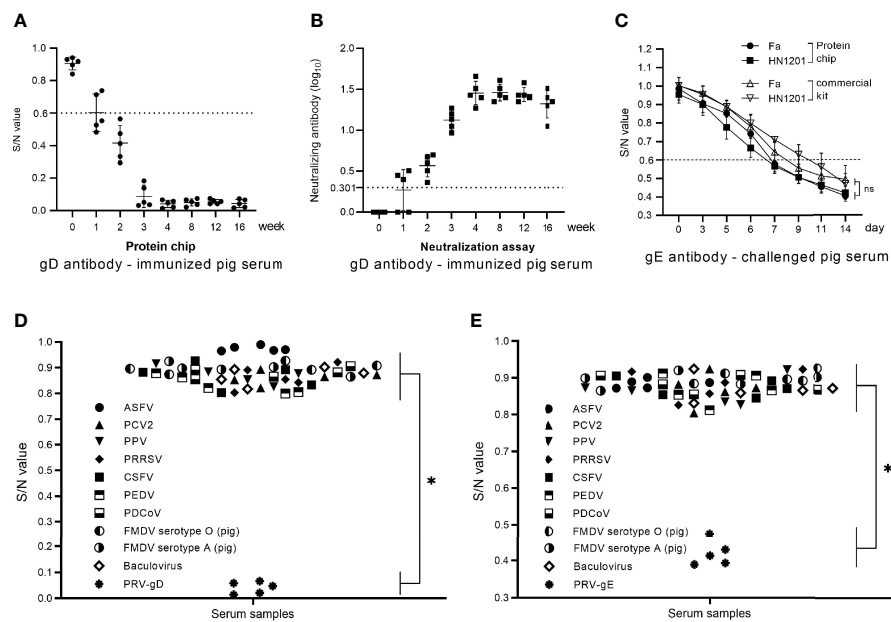 A
S/N value
1.0
0.8
0.6
0.4
0.2
0.0
0 1 2 3 4 8 12 16 week
Protein chip
gD antibody - immunized pig serum
B
Neutralizing antibody (log10)
2.0
1.5
1.0
0.5
0.301
0.0
0 1 2 3 4 8 12 16 week
Neutralization assay
gD antibody - immunized pig serum
C
S/N value
1.2
1.1
1.0
0.9
0.8
0.7
0.6
0.5
0.4
0.3
Fa
HN1201
Protein
chip
Fa
HN1201
commercial
kit
ns
0 3 5 6 7 9 11 14 day
gE antibody - challenged pig serum
D
S/N value
1.0
0.9
0.8
0.7
0.6
0.5
0.4
0.3
0.2
0.1
0.0
ASFV
PCV2
PPV
PRRSV
CSFV
PEDV
PDCoV
FMDV serotype O (pig)
FMDV serotype A (pig)
Baculovirus
PRV-gD
*
Serum samples
E
S/N value
1.0
0.9
0.8
0.7
0.6
0.5
0.4
0.3
ASFV
PCV2
PPV
PRRSV
CSFV
PEDV
PDCoV
FMDV serotype O (pig)
FMDV serotype A (pig)
Baculovirus
PRV-gE
*
Serum samples